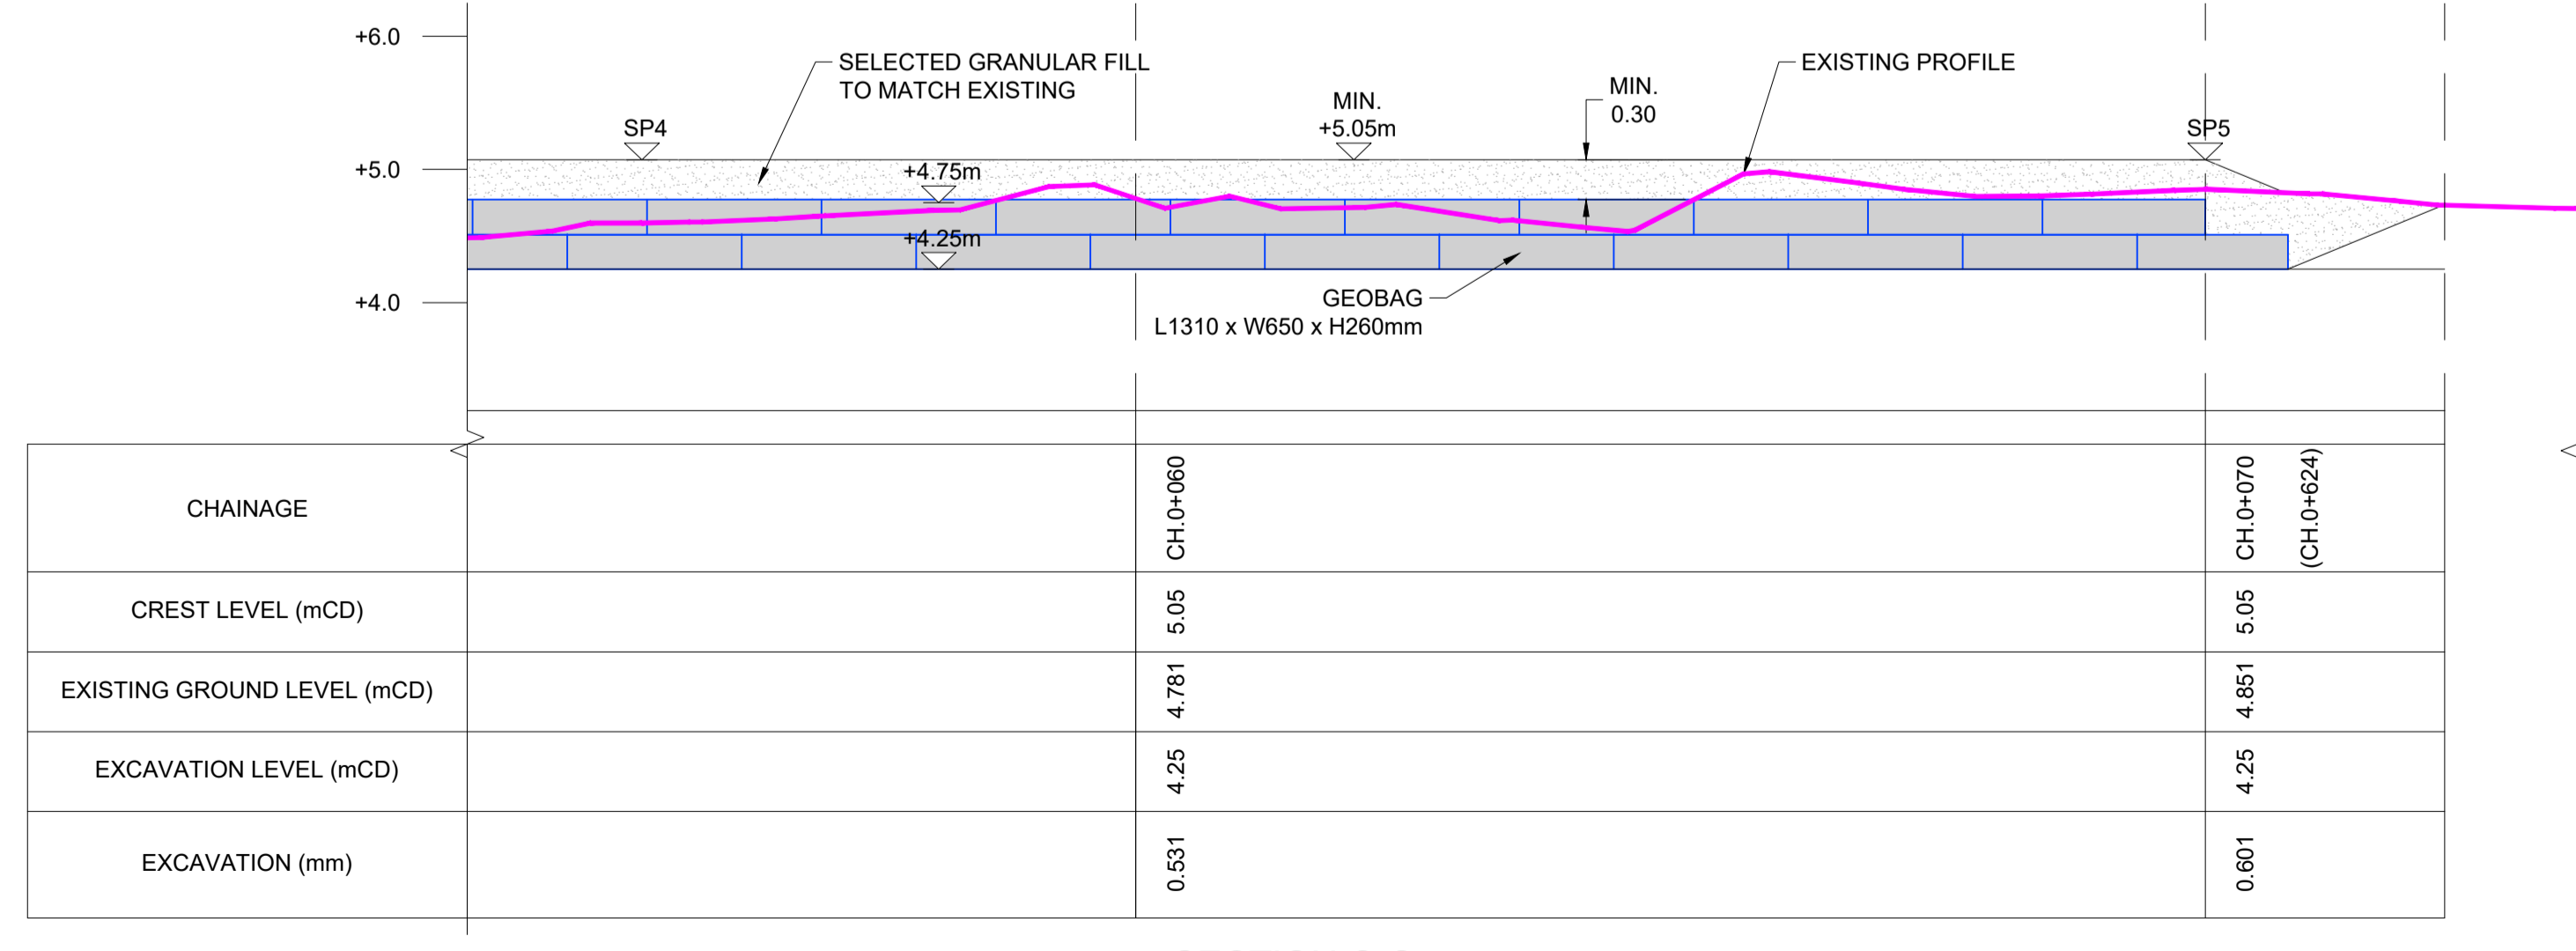 +6.0
SELECTED GRANULAR FILL
TO MATCH EXISTING
EXISTING PROFILE
MIN.
0.30
MIN.
+5.05m
SP4
SP5
+5.0
+4.75m
+4.25m
+4.0
GEOBAG
L1310 x W650 x H260mm
CHAINAGE
CH.0+060
CH.0+070
(CH.0+624)
CREST LEVEL (mCD)
5.05
5.05
EXISTING GROUND LEVEL (mCD)
4.781
4.851
EXCAVATION LEVEL (mCD)
4.25
4.25
EXCAVATION (mm)
0.531
0.601